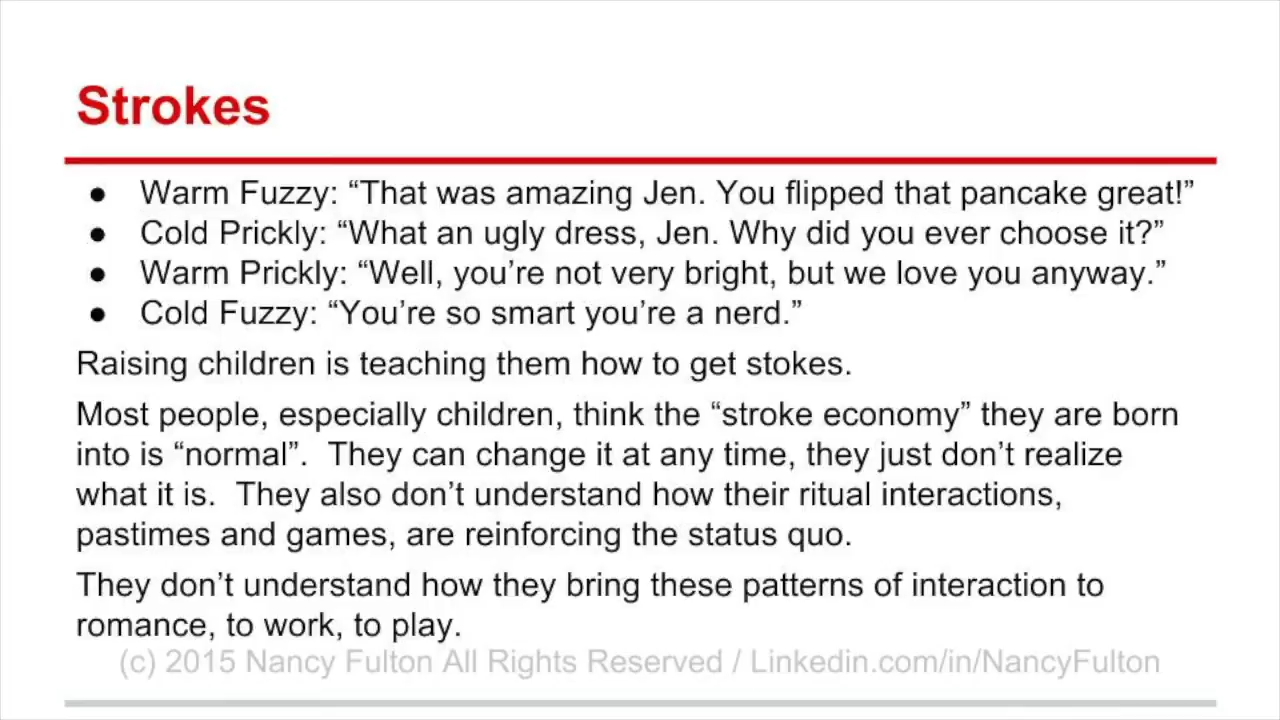 Strokes
● Warm Fuzzy: “That was amazing Jen. You flipped that pancake great!”
● Cold Prickly: “What an ugly dress, Jen. Why did you ever choose it?”
● Warm Prickly: “Well, you’re not very bright, but we love you anyway.”
● Cold Fuzzy: “You’re so smart you’re a nerd.”
Raising children is teaching them how to get stokes.
Most people, especially children, think the “stroke economy” they are born
into is “normal”.  They can change it at any time, they just don’t realize
what it is.  They also don’t understand how their ritual interactions,
pastimes and games, are reinforcing the status quo.
They don’t understand how they bring these patterns of interaction to
romance, to work, to play.
(c) 2015 Nancy Fulton All Rights Reserved / Linkedin.com/in/NancyFulton